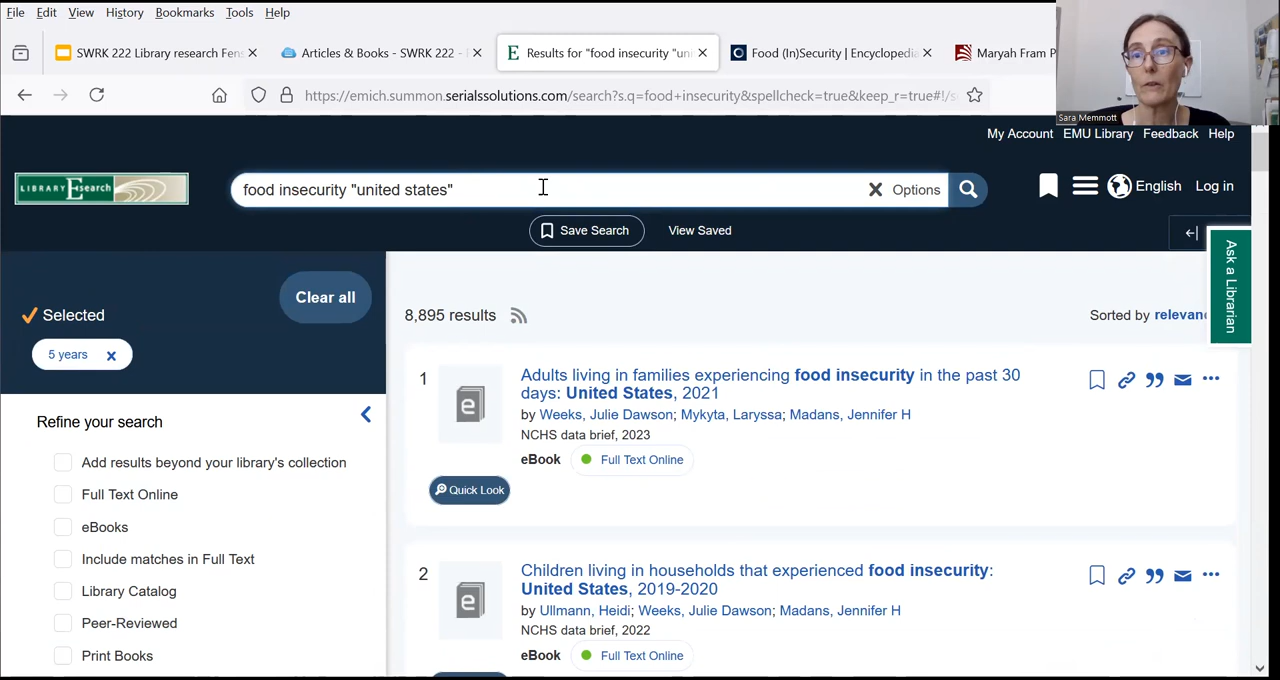 File Edit View History Bookmarks Tools Help
SWRK 222 Library research Fens
Articles & Books - SWRK 222 -
Results for "food insecurity "uni
Food (In)Security | Encyclopedia
Maryah Fram P
https://emich.summon.serialssolutions.com/search?s.q=food+insecurity&spellcheck=true&keep_r=true#!/s
Sara Memmott
My Account EMU Library Feedback Help
LIBRARY Esearch
food insecurity "united states"
Options
English
Log in
Save Search
View Saved
Ask a Librarian
Selected
Clear all
5 years
Refine your search
Add results beyond your library's collection
Full Text Online
eBooks
Include matches in Full Text
Library Catalog
Peer-Reviewed
Print Books
8,895 results
Sorted by relevanc
1
Adults living in families experiencing food insecurity in the past 30
days: United States, 2021
by Weeks, Julie Dawson; Mykyta, Laryssa; Madans, Jennifer H
NCHS data brief, 2023
eBook Full Text Online
Quick Look
2
Children living in households that experienced food insecurity:
United States, 2019-2020
by Ullmann, Heidi; Weeks, Julie Dawson; Madans, Jennifer H
NCHS data brief, 2022
eBook Full Text Online